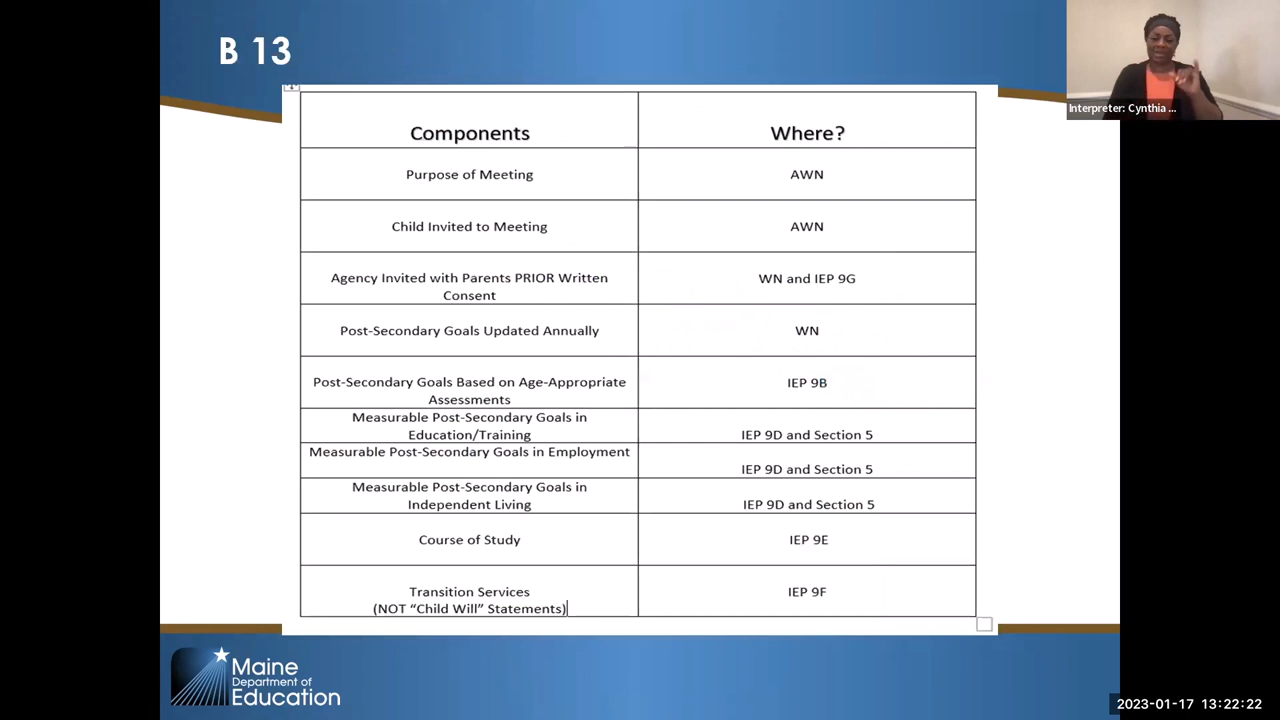 B 13
Interpreter: Cynthia ...
Components
Where?
Purpose of Meeting
AWN
Child Invited to Meeting
AWN
Agency Invited with Parents PRIOR Written
Consent
WN and IEP 9G
Post-Secondary Goals Updated Annually
WN
Post-Secondary Goals Based on Age-Appropriate
Assessments
IEP 9B
Measurable Post-Secondary Goals in
Education/Training
IEP 9D and Section 5
Measurable Post-Secondary Goals in Employment
IEP 9D and Section 5
Measurable Post-Secondary Goals in
Independent Living
IEP 9D and Section 5
Course of Study
IEP 9E
Transition Services
(NOT “Child Will” Statements)
IEP 9F
Maine
Department of
Education
2023-01-17 13:22:22